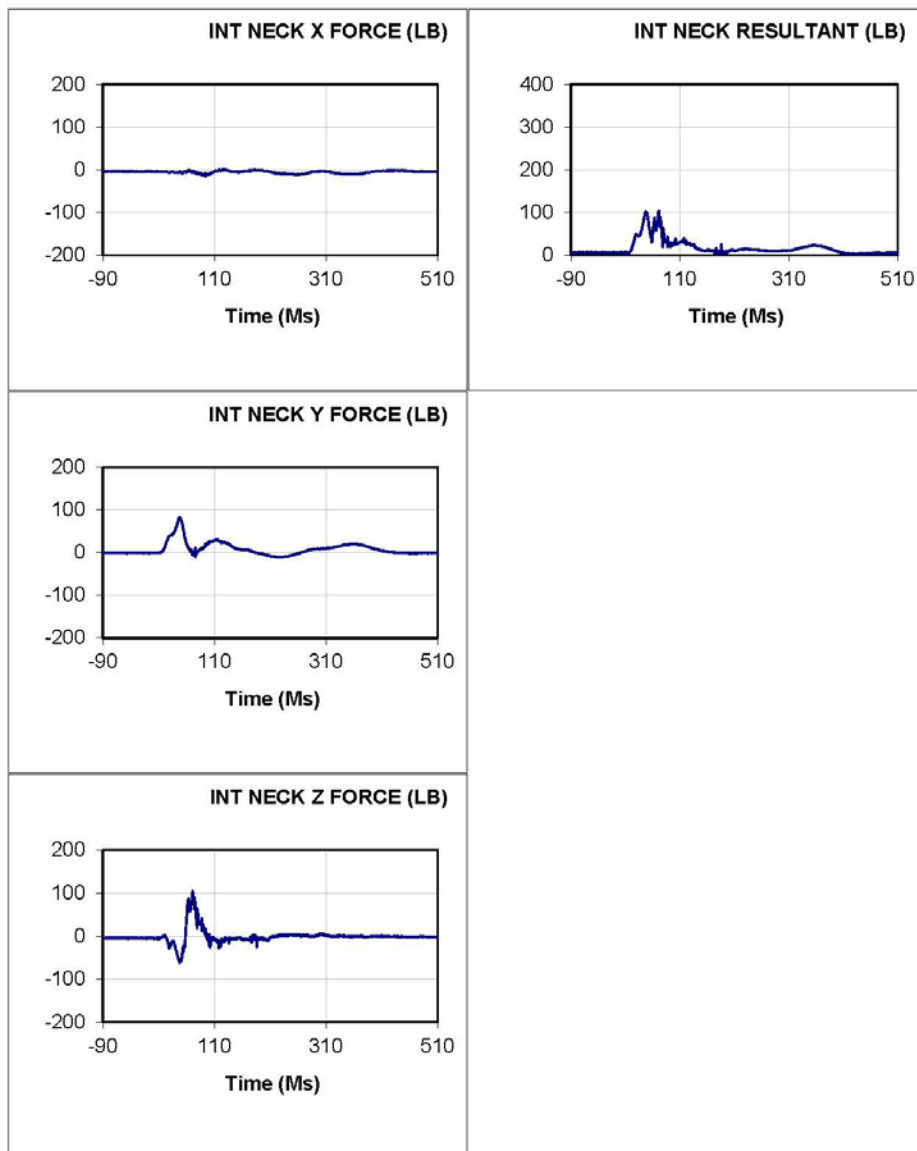 INT NECK X FORCE (LB)
200
100
0
-100
-200
-90 110 310 510
Time (Ms)
INT NECK RESULTANT (LB)
400
300
200
100
0
-90 110 310 510
Time (Ms)
INT NECK Y FORCE (LB)
200
100
0
-100
-200
-90 110 310 510
Time (Ms)
INT NECK Z FORCE (LB)
200
100
0
-100
-200
-90 110 310 510
Time (Ms)